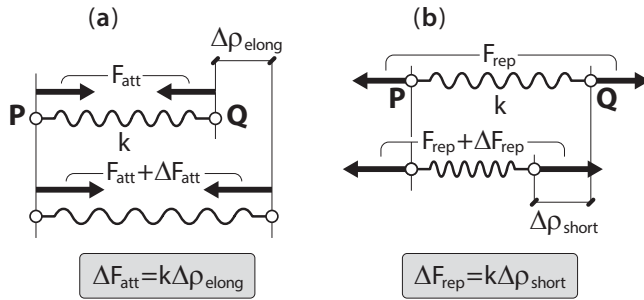 (a)
Δρelong
Fatt
P
Q
k
Fatt+ΔFatt
ΔFatt=kΔρelong
(b)
Frep
P
Q
k
Frep+ΔFrep
Δρshort
ΔFrep=kΔρshort